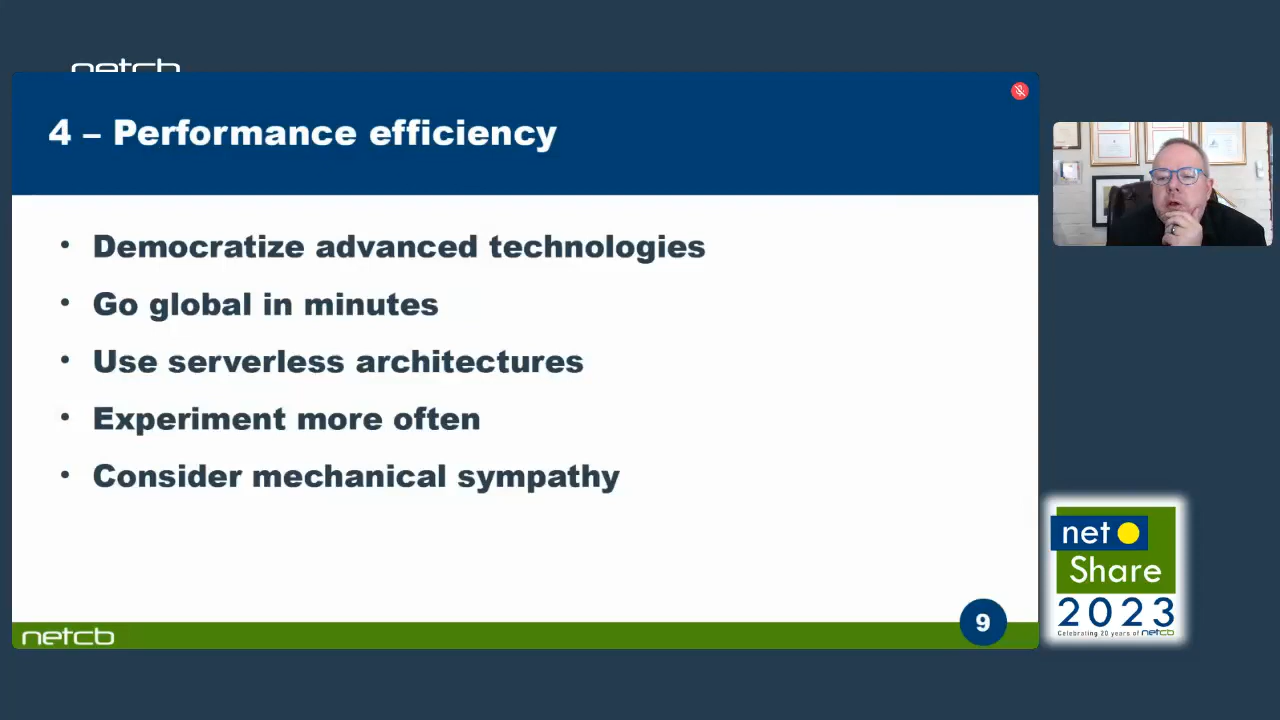 netcb
4 – Performance efficiency
• Democratize advanced technologies
• Go global in minutes
• Use serverless architectures
• Experiment more often
• Consider mechanical sympathy
netcb
9
net
Share
2023
Celebrating 20 years of netcb